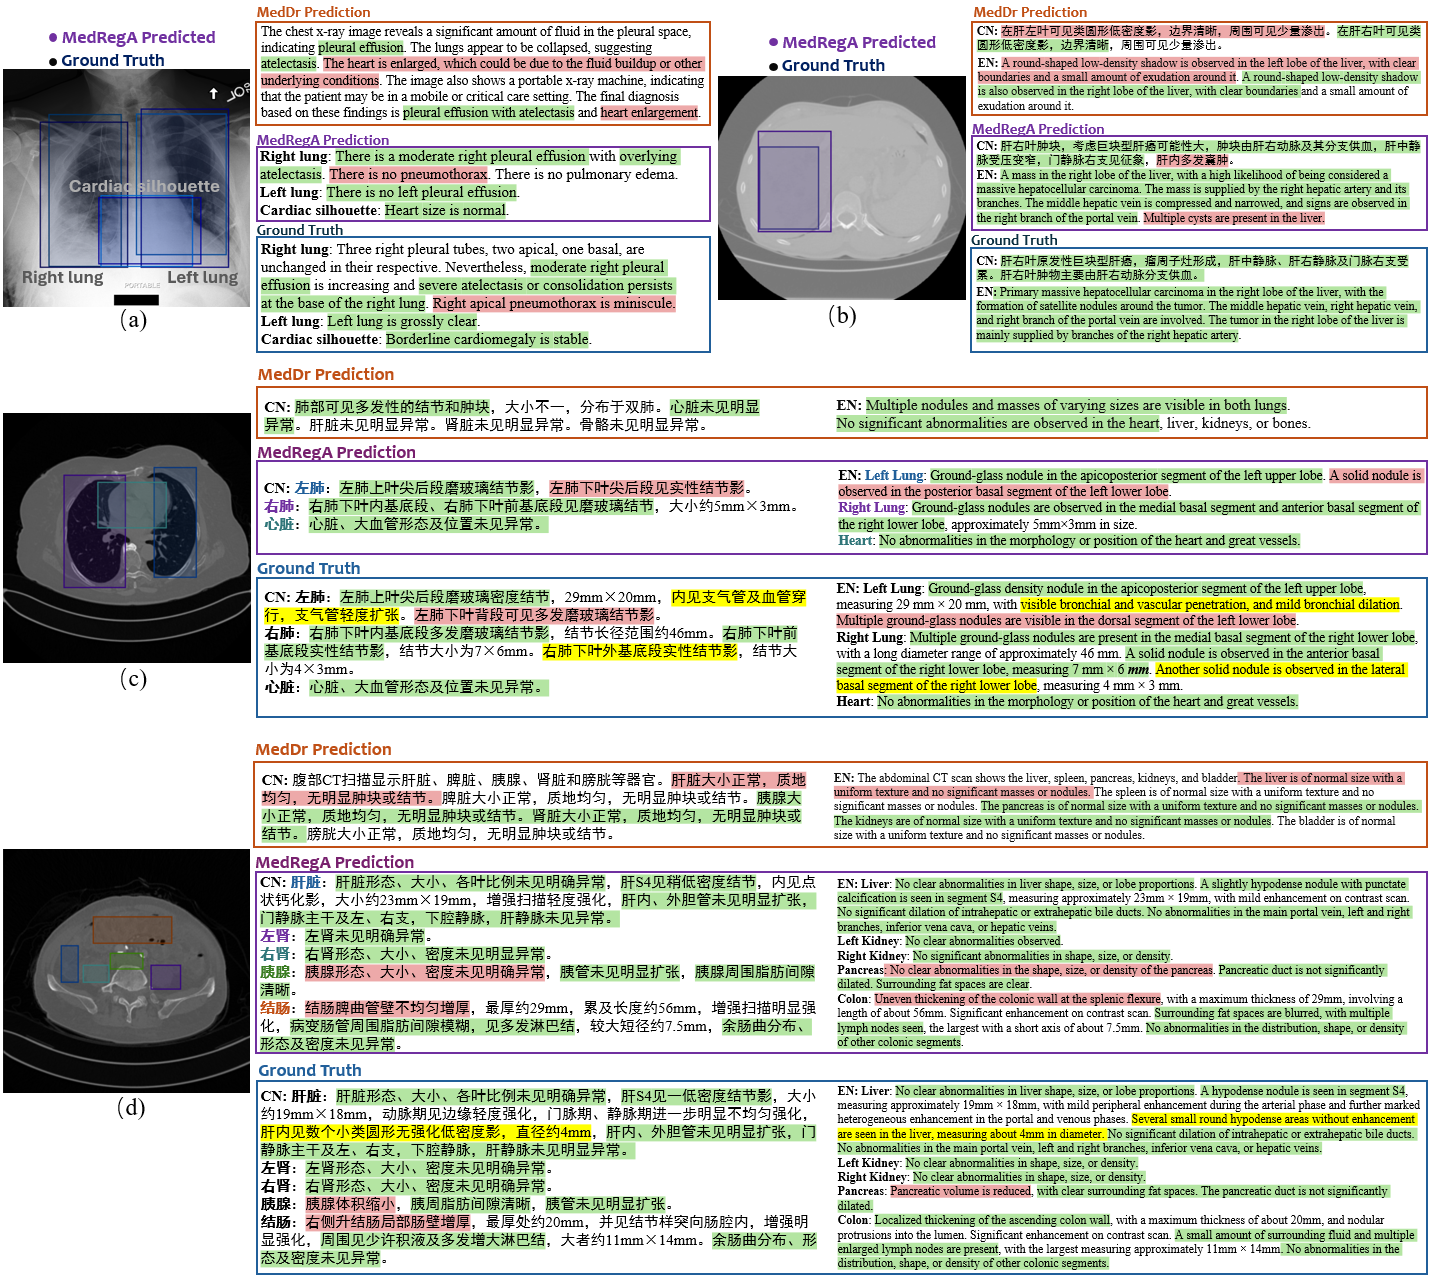 MedRegA Predicted
Ground Truth
JOS
Cardiac silhouette
Right lung
Left lung
PORTABLE
(a)
MedDr Prediction
The chest x-ray image reveals a significant amount of fluid in the pleural space,
indicating pleural effusion. The lungs appear to be collapsed, suggesting
atelectasis. The heart is enlarged, which could be due to the fluid buildup or other
underlying conditions. The image also shows a portable x-ray machine, indicating
that the patient may be in a mobile or critical care setting. The final diagnosis
based on these findings is pleural effusion with atelectasis and heart enlargement.
MedRegA Prediction
Right lung: There is a moderate right pleural effusion with overlying
atelectasis. There is no pneumothorax. There is no pulmonary edema.
Left lung: There is no left pleural effusion.
Cardiac silhouette: Heart size is normal.
Ground Truth
Right lung: Three right pleural tubes, two apical, one basal, are
unchanged in their respective. Nevertheless, moderate right pleural
effusion is increasing and severe atelectasis or consolidation persists
at the base of the right lung. Right apical pneumothorax is miniscule.
Left lung: Left lung is grossly clear.
Cardiac silhouette: Borderline cardiomegaly is stable.
MedRegA Predicted
Ground Truth
(b)
MedDr Prediction
CN: 在肝左叶可见类圆形低密度影，边界清晰，周围可见少量渗出。在肝右叶可见类
圆形低密度影，边界清晰，周围可见少量渗出。
EN: A round-shaped low-density shadow is observed in the left lobe of the liver, with clear
boundaries and a small amount of exudation around it. A round-shaped low-density shadow
is also observed in the right lobe of the liver, with clear boundaries and a small amount of
exudation around it.
MedRegA Prediction
CN: 肝右叶肿块，考虑巨块型肝癌可能性大，肿块由肝右动脉及其分支供血，肝中静
脉受压变窄，门静脉右支见征象，肝内多发囊肿。
EN: A mass in the right lobe of the liver, with a high likelihood of being considered a
massive hepatocellular carcinoma. The mass is supplied by the right hepatic artery and its
branches. The middle hepatic vein is compressed and narrowed, and signs are observed in
the right branch of the portal vein. Multiple cysts are present in the liver.
Ground Truth
CN: 肝右叶原发性巨块型肝癌，瘤周子灶形成，肝中静脉、肝右静脉及门脉右支受
累。肝右叶肿物主要由肝右动脉分支供血。
EN: Primary massive hepatocellular carcinoma in the right lobe of the liver, with the
formation of satellite nodules around the tumor. The middle hepatic vein, right hepatic vein,
and right branch of the portal vein are involved. The tumor in the right lobe of the liver is
mainly supplied by branches of the right hepatic artery.
(c)
MedDr Prediction
CN: 肺部可见多发性的结节和肿块，大小不一，分布于双肺。心脏未见明显
异常。肝脏未见明显异常。肾脏未见明显异常。骨骼未见明显异常。
EN: Multiple nodules and masses of varying sizes are visible in both lungs.
No significant abnormalities are observed in the heart, liver, kidneys, or bones.
MedRegA Prediction
CN: 左肺：左肺上叶尖后段磨玻璃结节影，左肺下叶尖后段见实性结节影。
右肺：右肺下叶内基底段、右肺下叶前基底段见磨玻璃结节，大小约5mm×3mm。
心脏：心脏、大血管形态及位置未见异常。
EN: Left Lung: Ground-glass nodule in the apicoposterior segment of the left upper lobe. A solid nodule is
observed in the posterior basal segment of the left lower lobe.
Right Lung: Ground-glass nodules are observed in the medial basal segment and anterior basal segment of
the right lower lobe, approximately 5mm×3mm in size.
Heart: No abnormalities in the morphology or position of the heart and great vessels.
Ground Truth
CN: 左肺：左肺上叶尖后段磨玻璃密度结节，29mm×20mm，内见支气管及血管穿
行，支气管轻度扩张。左肺下叶背段可见多发磨玻璃结节影。
右肺：右肺下叶内基底段多发磨玻璃结节影，结节长径范围约46mm。右肺下叶前
基底段实性结节影，结节大小为7×6mm。右肺下叶外基底段实性结节影，结节大
小为4×3mm。
心脏：心脏、大血管形态及位置未见异常。
EN: Left Lung: Ground-glass density nodule in the apicoposterior segment of the left upper lobe,
measuring 29 mm × 20 mm, with visible bronchial and vascular penetration, and mild bronchial dilation.
Multiple ground-glass nodules are visible in the dorsal segment of the left lower lobe.
Right Lung: Multiple ground-glass nodules are present in the medial basal segment of the right lower lobe,
with a long diameter range of approximately 46 mm. A solid nodule is observed in the anterior basal
segment of the right lower lobe, measuring 7 mm × 6 mm. Another solid nodule is observed in the lateral
basal segment of the right lower lobe, measuring 4 mm × 3 mm.
Heart: No abnormalities in the morphology or position of the heart and great vessels.
(d)
MedDr Prediction
CN: 腹部CT扫描显示肝脏、脾脏、胰腺、肾脏和膀胱等器官。肝脏大小正常，质地
均匀，无明显肿块或结节。脾脏大小正常，质地均匀，无明显肿块或结节。胰腺大
小正常，质地均匀，无明显肿块或结节。肾脏大小正常，质地均匀，无明显肿块或
结节。膀胱大小正常，质地均匀，无明显肿块或结节。
EN: The abdominal CT scan shows the liver, spleen, pancreas, kidneys, and bladder. The liver is of normal size with a
uniform texture and no significant masses or nodules. The spleen is of normal size with a uniform texture and no
significant masses or nodules. The pancreas is of normal size with a uniform texture and no significant masses or nodules.
The kidneys are of normal size with a uniform texture and no significant masses or nodules. The bladder is of normal
size with a uniform texture and no significant masses or nodules.
MedRegA Prediction
CN: 肝脏：肝脏形态、大小、各叶比例未见明确异常，肝S4见稍低密度结节，内见点
状钙化影，大小约23mm×19mm，增强扫描轻度强化，肝内、外胆管未见明显扩张，
门静脉主干及左、右支，下腔静脉，肝静脉未见异常。
左肾：左肾未见明确异常。
右肾：右肾形态、大小、密度未见明显异常。
胰腺：胰腺形态、大小、密度未见明确异常，胰管未见明显扩张，胰腺周围脂肪间隙
清晰。
结肠：结肠脾曲管壁不均匀增厚，最厚约29mm，累及长度约56mm，增强扫描明显强
化，病变肠管周围脂肪间隙模糊，见多发淋巴结，较大短径约7.5mm，余肠曲分布、
形态及密度未见异常。
EN: Liver: No clear abnormalities in liver shape, size, or lobe proportions. A slightly hypodense nodule with punctate
calcification is seen in segment S4, measuring approximately 23mm × 19mm, with mild enhancement on contrast scan.
No significant dilation of intrahepatic or extrahepatic bile ducts. No abnormalities in the main portal vein, left and right
branches, inferior vena cava, or hepatic veins.
Left Kidney: No clear abnormalities observed.
Right Kidney: No significant abnormalities in shape, size, or density.
Pancreas: No clear abnormalities in the shape, size, or density of the pancreas. Pancreatic duct is not significantly
dilated. Surrounding fat spaces are clear.
Colon: Uneven thickening of the colonic wall at the splenic flexure, with a maximum thickness of 29mm, involving a
length of about 56mm. Significant enhancement on contrast scan. Surrounding fat spaces are blurred, with multiple
lymph nodes seen, the largest with a short axis of about 7.5mm. No abnormalities in the distribution, shape, or density
of other colonic segments.
Ground Truth
CN: 肝脏：肝脏形态、大小、各叶比例未见明确异常，肝S4见一低密度结节影，大小
约19mm×18mm，动脉期见边缘轻度强化，门脉期、静脉期进一步明显不均匀强化，
肝内见数个小类圆形无强化低密度影，直径约4mm，肝内、外胆管未见明显扩张，门
静脉主干及左、右支，下腔静脉，肝静脉未见明显异常。
左肾：左肾形态、大小、密度未见明确异常。
右肾：右肾形态、大小、密度未见明确异常。
胰腺：胰腺体积缩小，胰周脂肪间隙清晰，胰管未见明显扩张。
结肠：右侧升结肠局部肠壁增厚，最厚处约20mm，并见结节样突向肠腔内，增强明
显强化，周围见少许积液及多发增大淋巴结，大者约11mm×14mm。余肠曲分布、形
态及密度未见异常。
EN: Liver: No clear abnormalities in liver shape, size, or lobe proportions. A hypodense nodule is seen in segment S4,
measuring approximately 19mm × 18mm, with mild peripheral enhancement during the arterial phase and further marked
heterogeneous enhancement in the portal and venous phases. Several small round hypodense areas without enhancement
are seen in the liver, measuring about 4mm in diameter. No significant dilation of intrahepatic or extrahepatic bile ducts.
No abnormalities in the main portal vein, left and right branches, inferior vena cava, or hepatic veins.
Left Kidney: No clear abnormalities in shape, size, or density.
Right Kidney: No clear abnormalities in shape, size, or density.
Pancreas: Pancreatic volume is reduced, with clear surrounding fat spaces. The pancreatic duct is not significantly
dilated.
Colon: Localized thickening of the ascending colon wall, with a maximum thickness of about 20mm, and nodular
protrusions into the lumen. Significant enhancement on contrast scan. A small amount of surrounding fluid and multiple
enlarged lymph nodes are present, with the largest measuring approximately 11mm × 14mm. No abnormalities in the
distribution, shape, or density of other colonic segments.